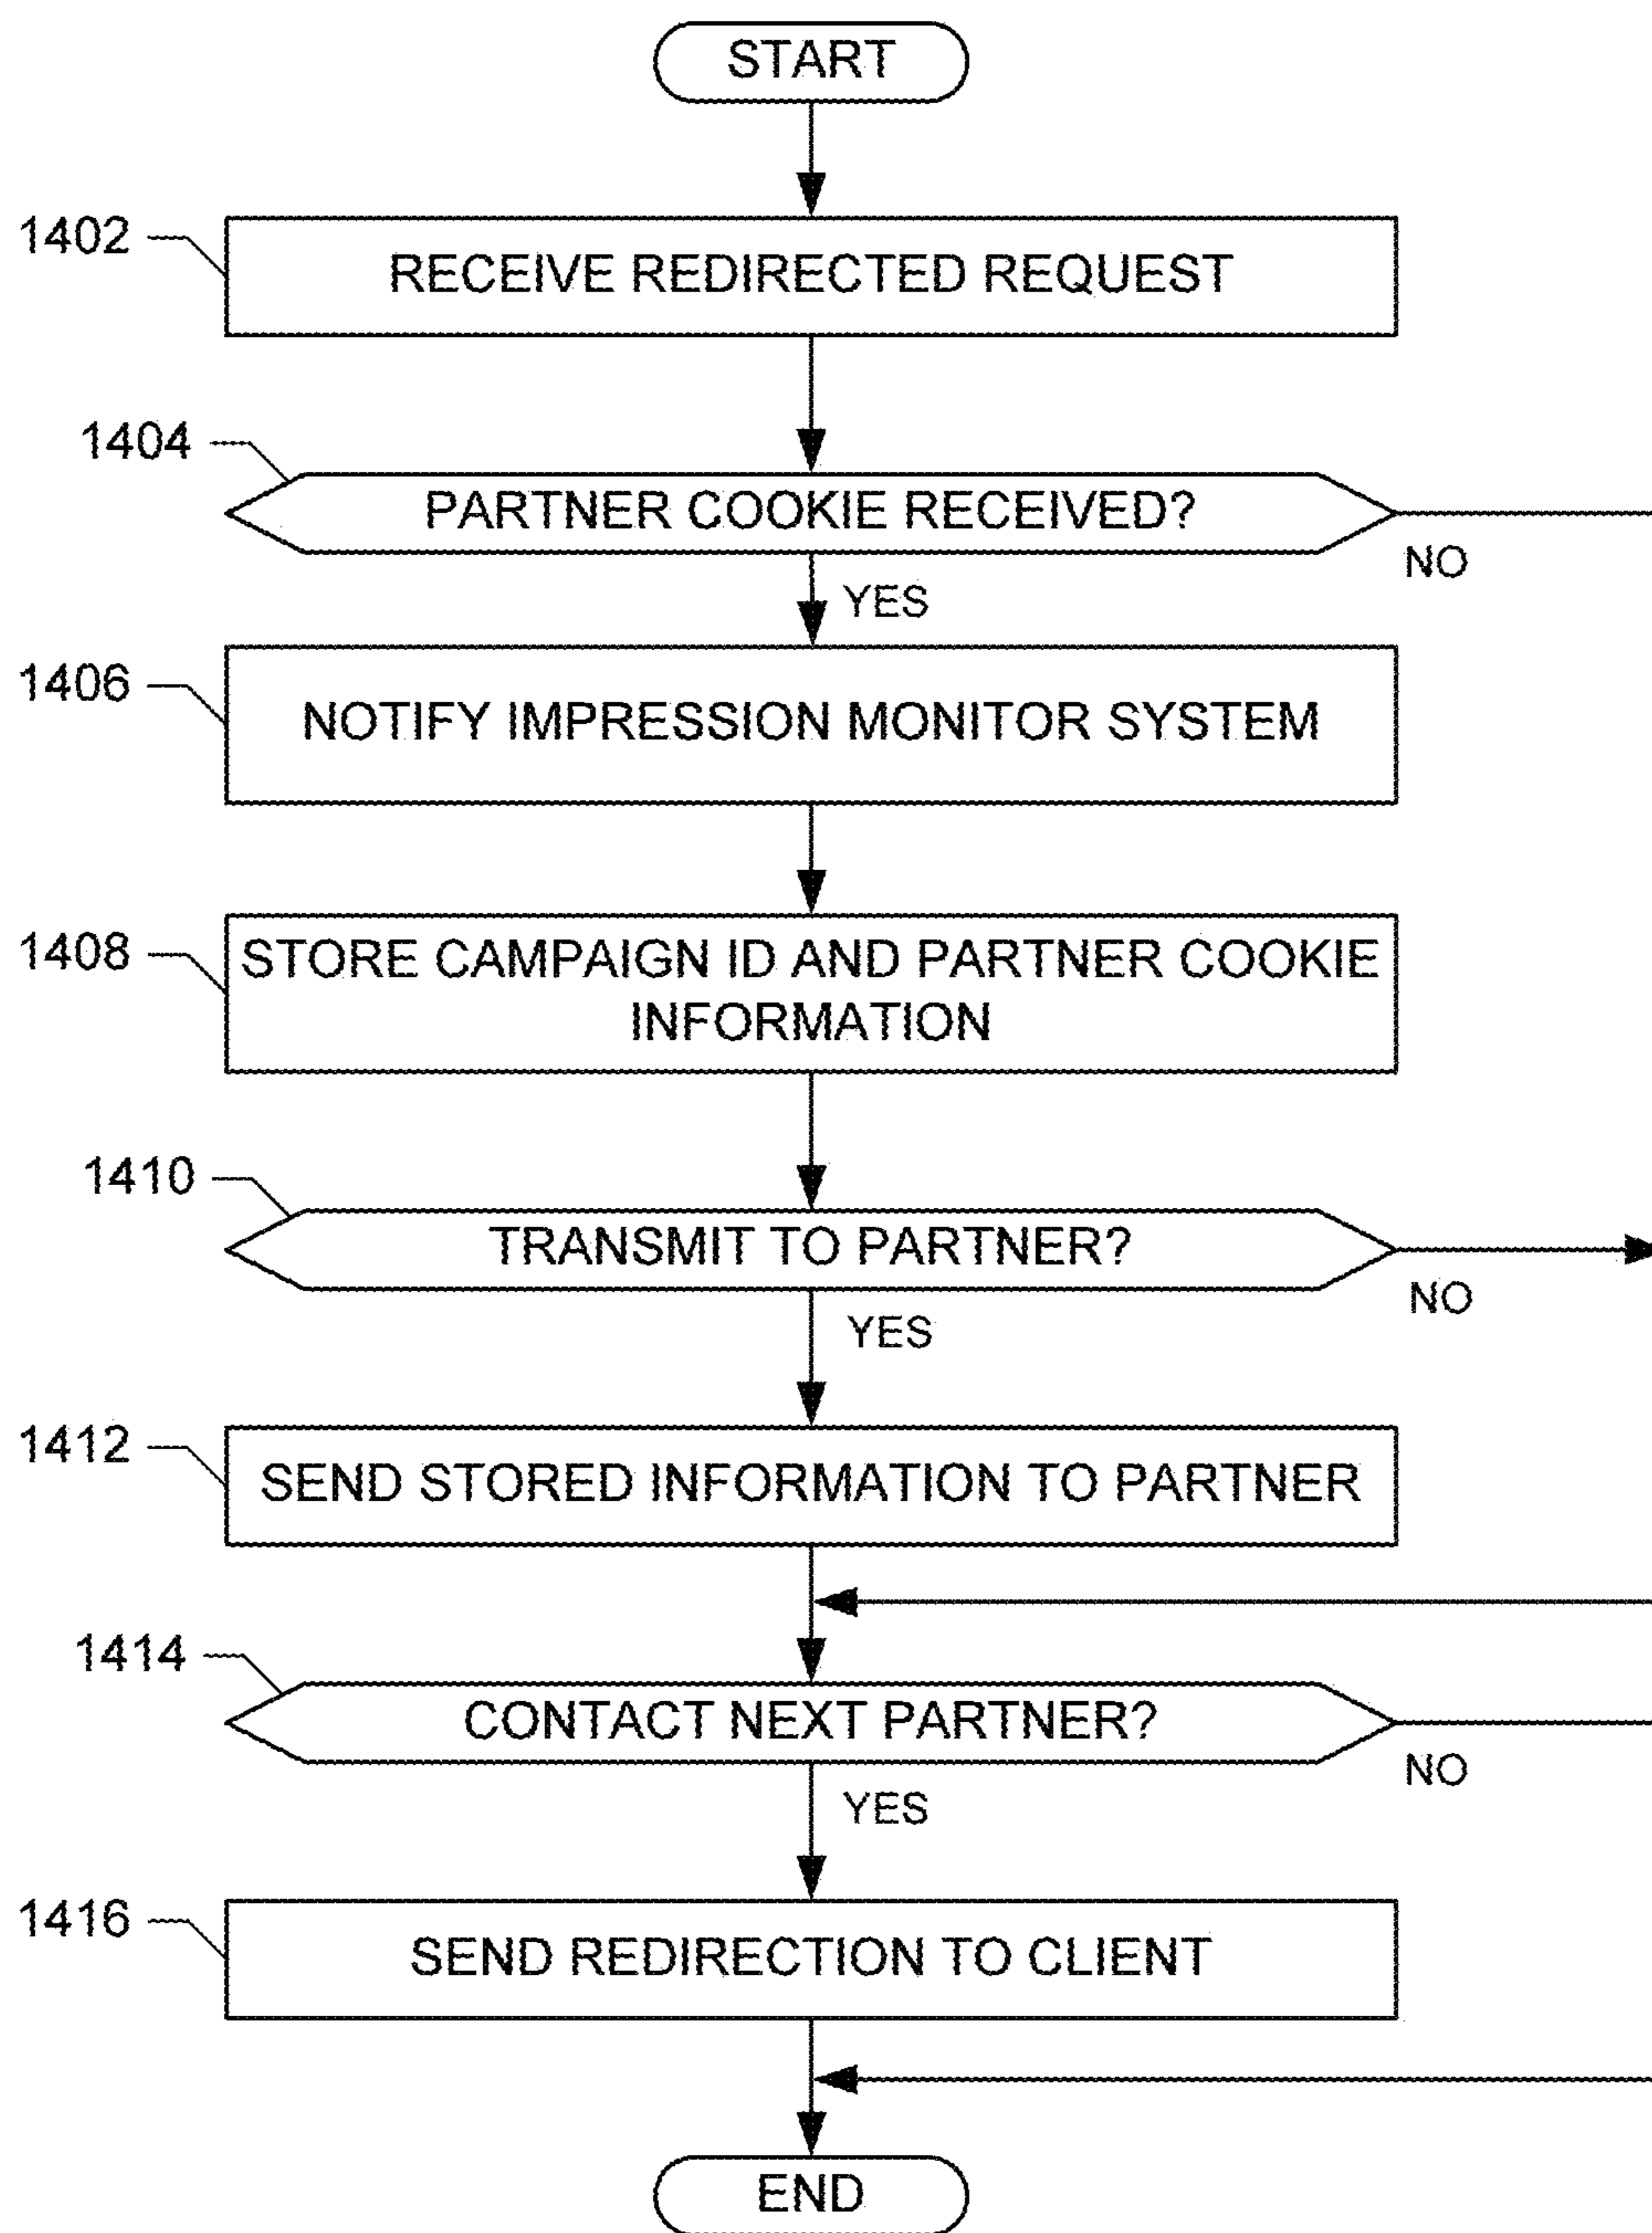 START
1402
RECEIVE REDIRECTED REQUEST
1404
PARTNER COOKIE RECEIVED?
NO
YES
1406
NOTIFY IMPRESSION MONITOR SYSTEM
1408
STORE CAMPAIGN ID AND PARTNER COOKIE
INFORMATION
1410
TRANSMIT TO PARTNER?
NO
YES
1412
SEND STORED INFORMATION TO PARTNER
1414
CONTACT NEXT PARTNER?
NO
YES
1416
SEND REDIRECTION TO CLIENT
END